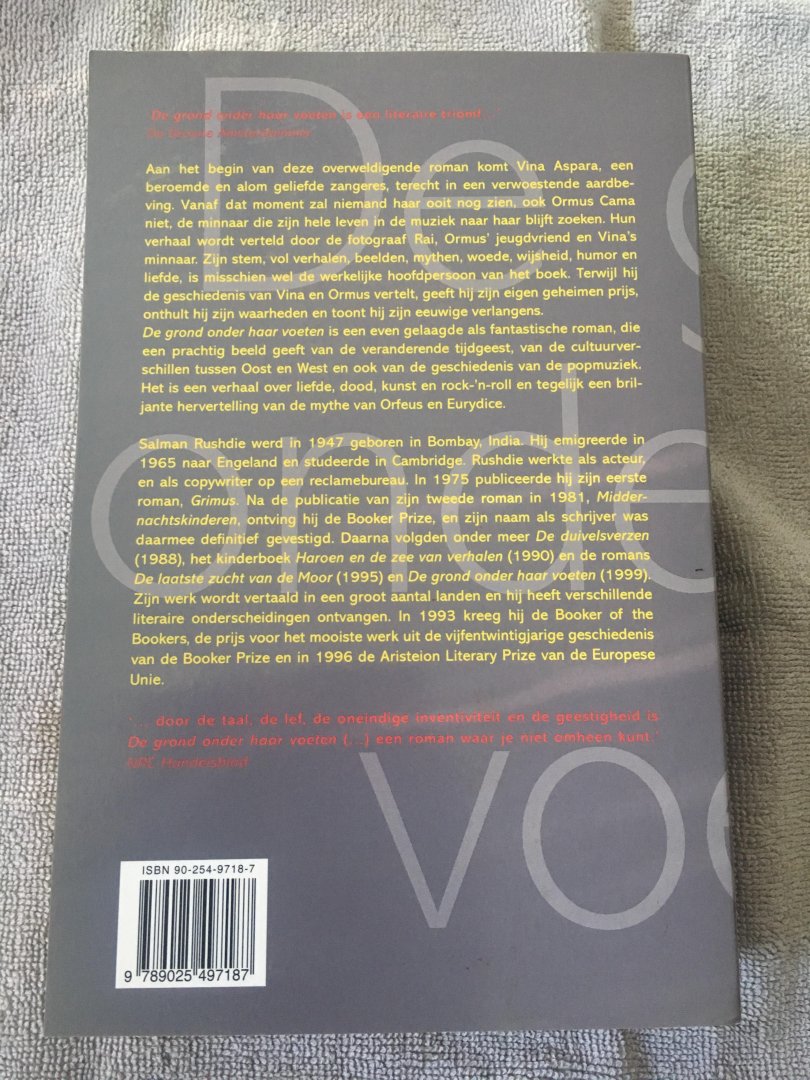 'De grond onder haar voeten is een literaire triomf...'
De Groene Amsterdammer
Aan het begin van deze overweldigende roman komt Vina Aspara, een
beroemde en alom geliefde zangeres, terecht in een verwoestende aardbe-
ving. Vanaf dat moment zal niemand haar ooit nog zien, ook Ormus Cama
niet, de minnaar die zijn hele leven in de muziek naar haar blijft zoeken. Hun
verhaal wordt verteld door de fotograaf Rai, Ormus' jeugdvriend en Vina's
minnaar. Zijn stem, vol verhalen, beelden, mythen, woede, wijsheid, humor en
liefde, is misschien wel de werkelijke hoofdpersoon van het boek. Terwijl hij
de geschiedenis van Vina en Ormus vertelt, geeft hij zijn eigen geheimen prijs,
onthult hij zijn waarheden en toont hij zijn eeuwige verlangens.
De grond onder haar voeten is een even gelaagde als fantastische roman, die
een prachtig beeld geeft van de veranderende tijdgeest, van de cultuurver-
schillen tussen Oost en West en ook van de geschiedenis van de popmuziek.
Het is een verhaal over liefde, dood, kunst en rock-'n-roll en tegelijk een bril-
jante hervertelling van de mythe van Orfeus en Eurydice.
Salman Rushdie werd in 1947 geboren in Bombay, India. Hij emigreerde in
1965 naar Engeland en studeerde in Cambridge. Rushdie werkte als acteur,
en als copywriter op een reclamebureau. In 1975 publiceerde hij zijn eerste
roman, Grimus. Na de publicatie van zijn tweede roman in 1981, Midder-
nachtskinderen, ontving hij de Booker Prize, en zijn naam als schrijver was
daarmee definitief gevestigd. Daarna volgden onder meer De duivelsverzen
(1988), het kinderboek Haroen en de zee van verhalen (1990) en de romans
De laatste zucht van de Moor (1995) en De grond onder haar voeten (1999).
Zijn werk wordt vertaald in een groot aantal landen en hij heeft verschillende
literaire onderscheidingen ontvangen. In 1993 kreeg hij de Booker of the
Bookers, de prijs voor het mooiste werk uit de vijfentwintigjarige geschiedenis
van de Booker Prize en in 1996 de Aristeion Literary Prize van de Europese
Unie.
'... door de taal, de lef, de oneindige inventiviteit en de geestigheid is
De grond onder haar voeten (...) een roman waar je niet omheen kunt.'
NRC Handelsblad
De g
onde
voe
ISBN 90-254-9718-7
9 789025 497187